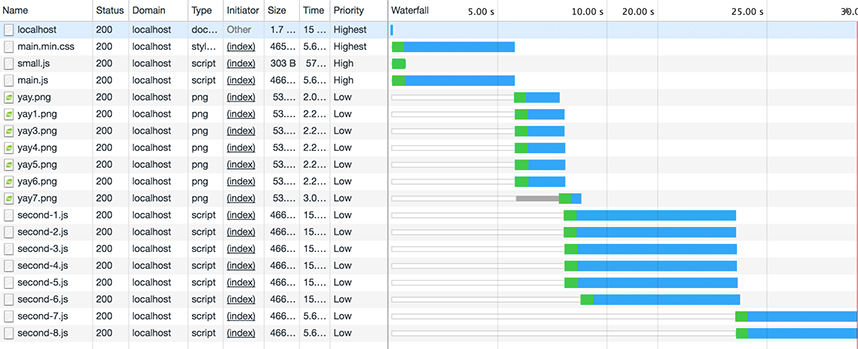 Name Status Domain Type Initiator Size Time Priority Waterfall 5.00 s 10.00 s 20.00 s 25.00 s
localhost 200 localhost doc... Other 1.7 ... 15 ... Highest
main.min.css 200 localhost styl... (index) 465... 5.6... Highest
small.js 200 localhost script (index) 303 B 57... High
main.js 200 localhost script (index) 466... 5.6... High
yay.png 200 localhost png (index) 53.... 2.0... Low
yay1.png 200 localhost png (index) 53.... 2.2... Low
yay3.png 200 localhost png (index) 53.... 2.2... Low
yay4.png 200 localhost png (index) 53.... 2.2... Low
yay5.png 200 localhost png (index) 53.... 2.2... Low
yay6.png 200 localhost png (index) 53.... 2.2... Low
yay7.png 200 localhost png (index) 53.... 3.0... Low
second-1.js 200 localhost script (index) 466... 15.... Low
second-2.js 200 localhost script (index) 466... 15.... Low
second-3.js 200 localhost script (index) 466... 15.... Low
second-4.js 200 localhost script (index) 466... 15.... Low
second-5.js 200 localhost script (index) 466... 15.... Low
second-6.js 200 localhost script (index) 466... 15.... Low
second-7.js 200 localhost script (index) 466... 5.6... Low
second-8.js 200 localhost script (index) 466... 5.6... Low